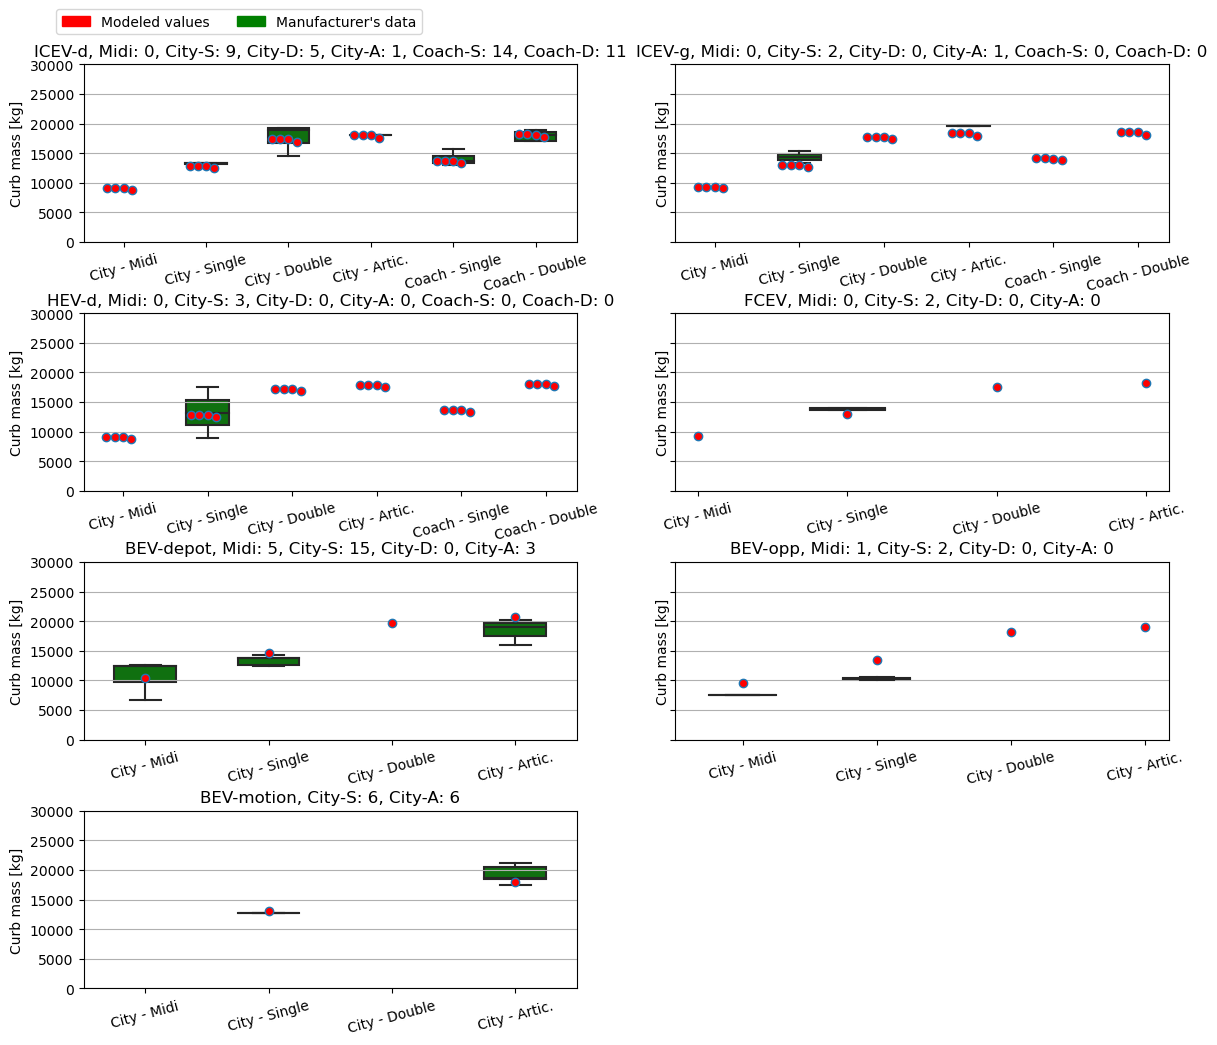 Modeled values
Manufacturer's data
ICEV-d, Midi: 0, City-S: 9, City-D: 5, City-A: 1, Coach-S: 14, Coach-D: 11
Curb mass [kg]
30000
25000
20000
15000
10000
5000
0
City - Midi
City - Single
City - Double
City - Artic.
Coach - Single
Coach - Double
ICEV-g, Midi: 0, City-S: 2, City-D: 0, City-A: 1, Coach-S: 0, Coach-D: 0
Curb mass [kg]
City - Midi
City - Single
City - Double
City - Artic.
Coach - Single
Coach - Double
HEV-d, Midi: 0, City-S: 3, City-D: 0, City-A: 0, Coach-S: 0, Coach-D: 0
Curb mass [kg]
30000
25000
20000
15000
10000
5000
0
City - Midi
City - Single
City - Double
City - Artic.
Coach - Single
Coach - Double
FCEV, Midi: 0, City-S: 2, City-D: 0, City-A: 0
Curb mass [kg]
City - Midi
City - Single
City - Double
City - Artic.
BEV-depot, Midi: 5, City-S: 15, City-D: 0, City-A: 3
Curb mass [kg]
30000
25000
20000
15000
10000
5000
0
City - Midi
City - Single
City - Double
City - Artic.
BEV-opp, Midi: 1, City-S: 2, City-D: 0, City-A: 0
Curb mass [kg]
City - Midi
City - Single
City - Double
City - Artic.
BEV-motion, City-S: 6, City-A: 6
Curb mass [kg]
30000
25000
20000
15000
10000
5000
0
City - Midi
City - Single
City - Double
City - Artic.